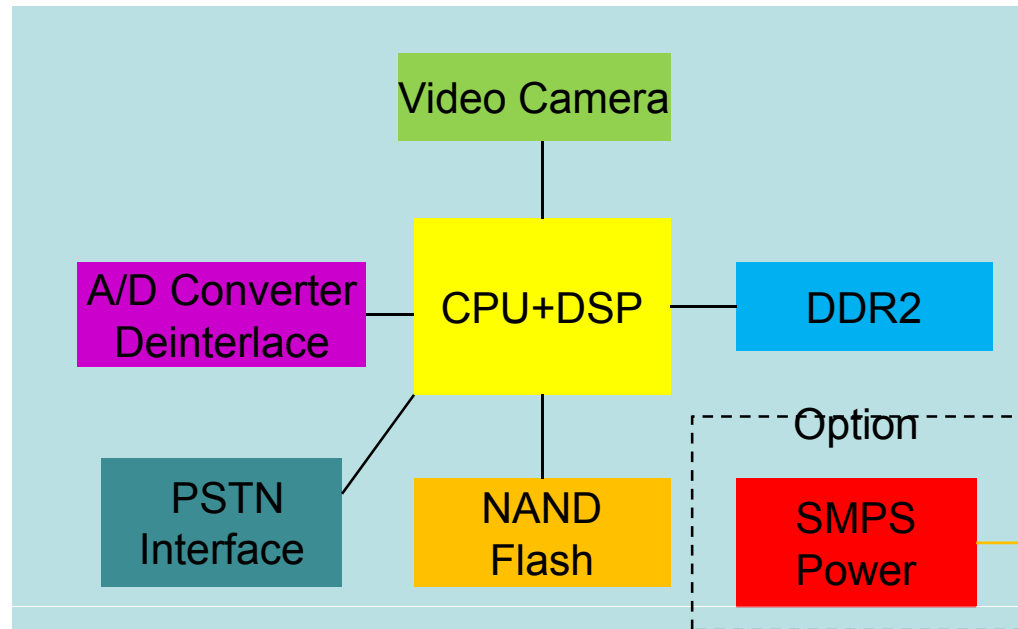 Video Camera
A/D Converter
Deinterlace
CPU+DSP
DDR2
Option
PSTN
Interface
NAND
Flash
SMPS
Power